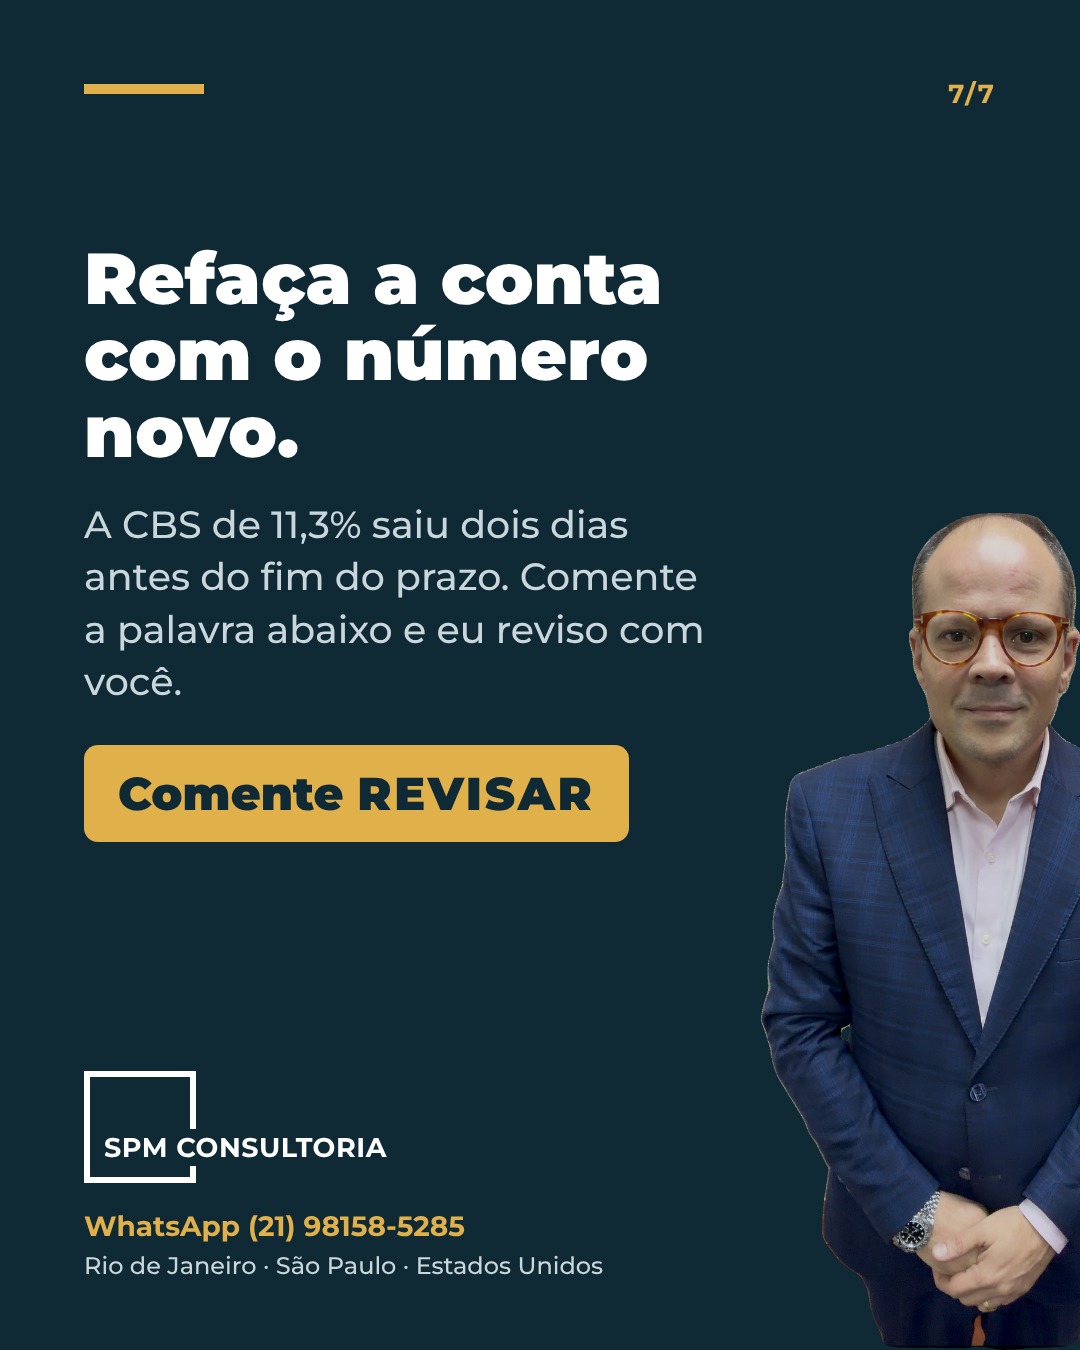 7/7
Refaça a conta
com o número
novo.
A CBS de 11,3% saiu dois dias
antes do fim do prazo. Comente
a palavra abaixo e eu reviso com
você.
Comente REVISAR
SPM CONSULTORIA
WhatsApp (21) 98158-5285
Rio de Janeiro · São Paulo · Estados Unidos